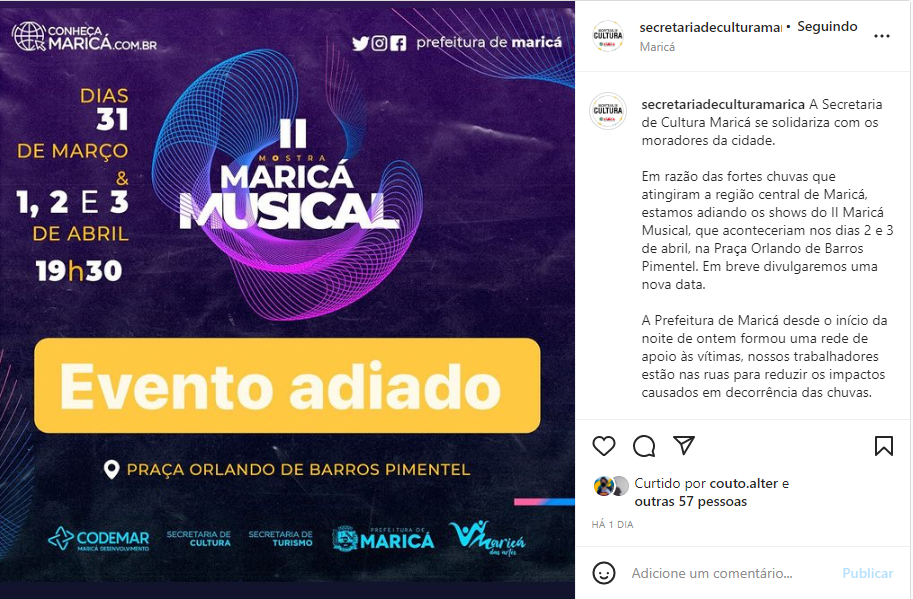 CONHEÇA
MARICÁ.COM.BR
prefeitura de maricá
DIAS
31
DE MARÇO
&
1, 2 E 3
DE ABRIL
19h30
II
MOSTRA
MARICÁ
MUSICAL
Evento adiado
PRAÇA ORLANDO DE BARROS PIMENTEL
CODEMAR
MARICÁ DESENVOLVIMENTO
SECRETARIA DE
CULTURA
SECRETARIA DE
TURISMO
PREFEITURA DE
MARICÁ
Maricá
das artes
CULTURA
secretariadeculturamar • Seguindo
Maricá
CULTURA
secretariadeculturamarica A Secretaria
de Cultura Maricá se solidariza com os
moradores da cidade.
Em razão das fortes chuvas que
atingiram a região central de Maricá,
estamos adiando os shows do II Maricá
Musical, que aconteceriam nos dias 2 e 3
de abril, na Praça Orlando de Barros
Pimentel. Em breve divulgaremos uma
nova data.
A Prefeitura de Maricá desde o início da
noite de ontem formou uma rede de
apoio às vítimas, nossos trabalhadores
estão nas ruas para reduzir os impactos
causados em decorrência das chuvas.
Curtido por couto.alter e
outras 57 pessoas
HÁ 1 DIA
Adicione um comentário... Publicar